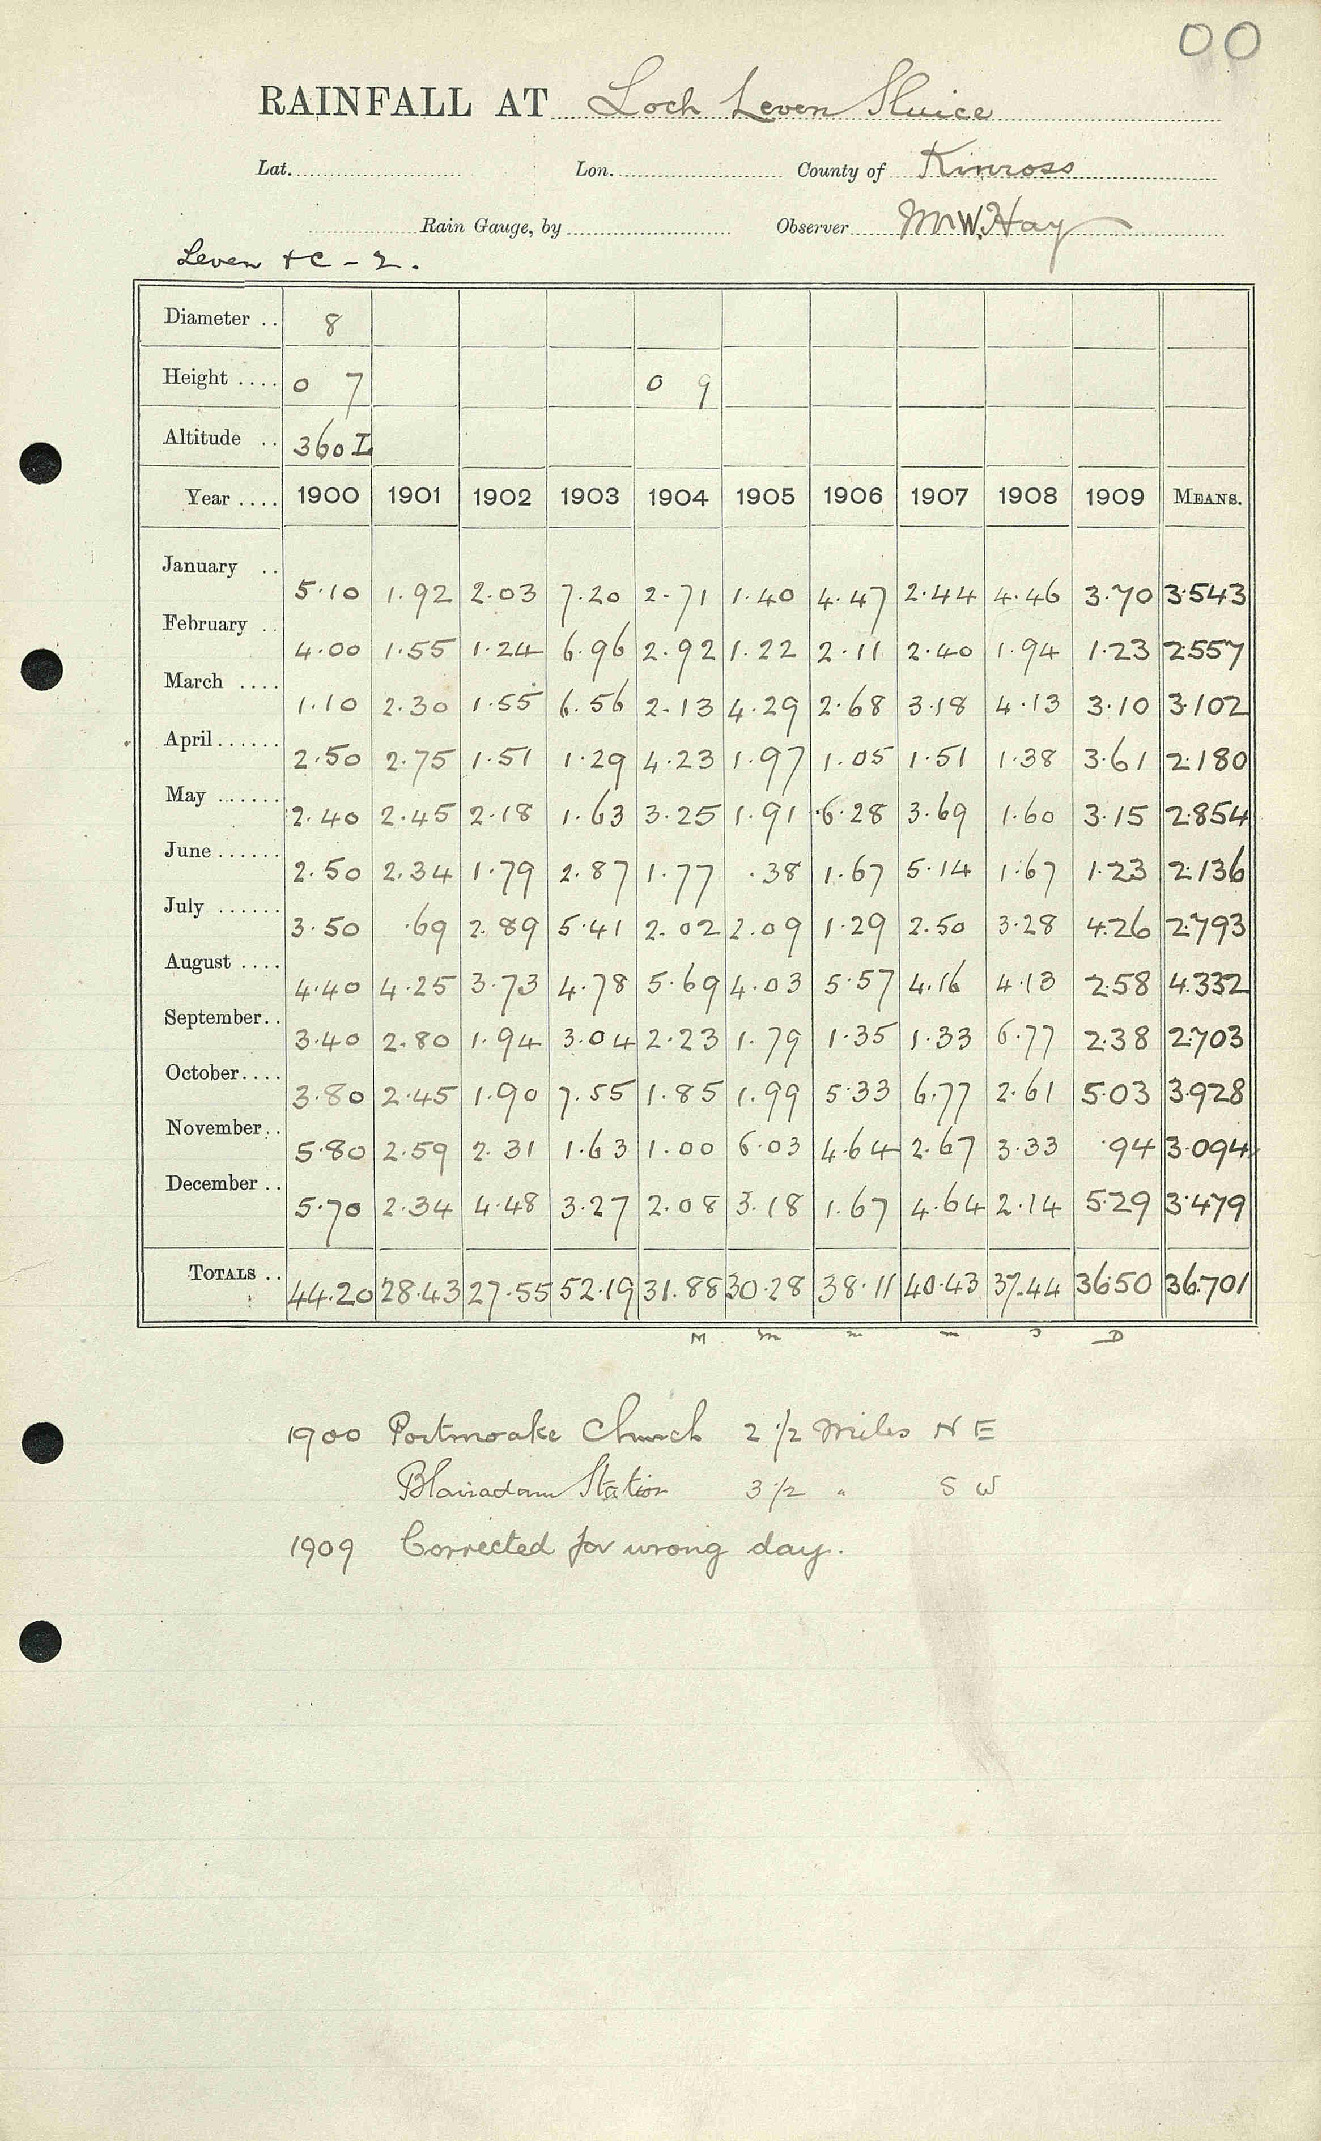 00
RAINFALL AT Loch Leven Sluice
Lat. Lon. County of Kinross
Rain Gauge, by Observer Mr W. Hay
Leven &c - 2.
Diameter .. 8
Height .... 0 7 0 9
Altitude .. 360 I
Year .... 1900 1901 1902 1903 1904 1905 1906 1907 1908 1909 MEANS.
January .. 5.10 1.92 2.03 7.20 2.71 1.40 4.47 2.44 4.46 3.70 3.543
February .. 4.00 1.55 1.24 6.96 2.92 1.22 2.11 2.40 1.94 1.23 2.557
March .... 1.10 2.30 1.55 6.56 2.13 4.29 2.68 3.18 4.13 3.10 3.102
April ...... 2.50 2.75 1.51 1.29 4.23 1.97 1.05 1.51 1.38 3.61 2.180
May ...... 2.40 2.45 2.18 1.63 3.25 1.91 6.28 3.69 1.60 3.15 2.854
June ...... 2.50 2.34 1.79 2.87 1.77 .38 1.67 5.14 1.67 1.23 2.136
July ...... 3.50 .69 2.89 5.41 2.02 2.09 1.29 2.50 3.28 4.26 2.793
August .... 4.40 4.25 3.73 4.78 5.69 4.03 5.57 4.16 4.13 2.58 4.332
September.. 3.40 2.80 1.94 3.04 2.23 1.79 1.35 1.33 6.77 2.38 2.703
October.... 3.80 2.45 1.90 7.55 1.85 1.99 5.33 6.77 2.61 5.03 3.928
November.. 5.80 2.59 2.31 1.63 1.00 6.03 4.64 2.67 3.33 .94 3.094
December .. 5.70 2.34 4.48 3.27 2.08 3.18 1.67 4.64 2.14 5.29 3.479
TOTALS .. 44.20 28.43 27.55 52.19 31.88 30.28 38.11 40.43 37.44 36.50 36.701
M m m m J D
1900 Portmoake Church 2 1/2 Miles N E
Blairadam Station 3 1/2 " S W
1909 Corrected for wrong day.